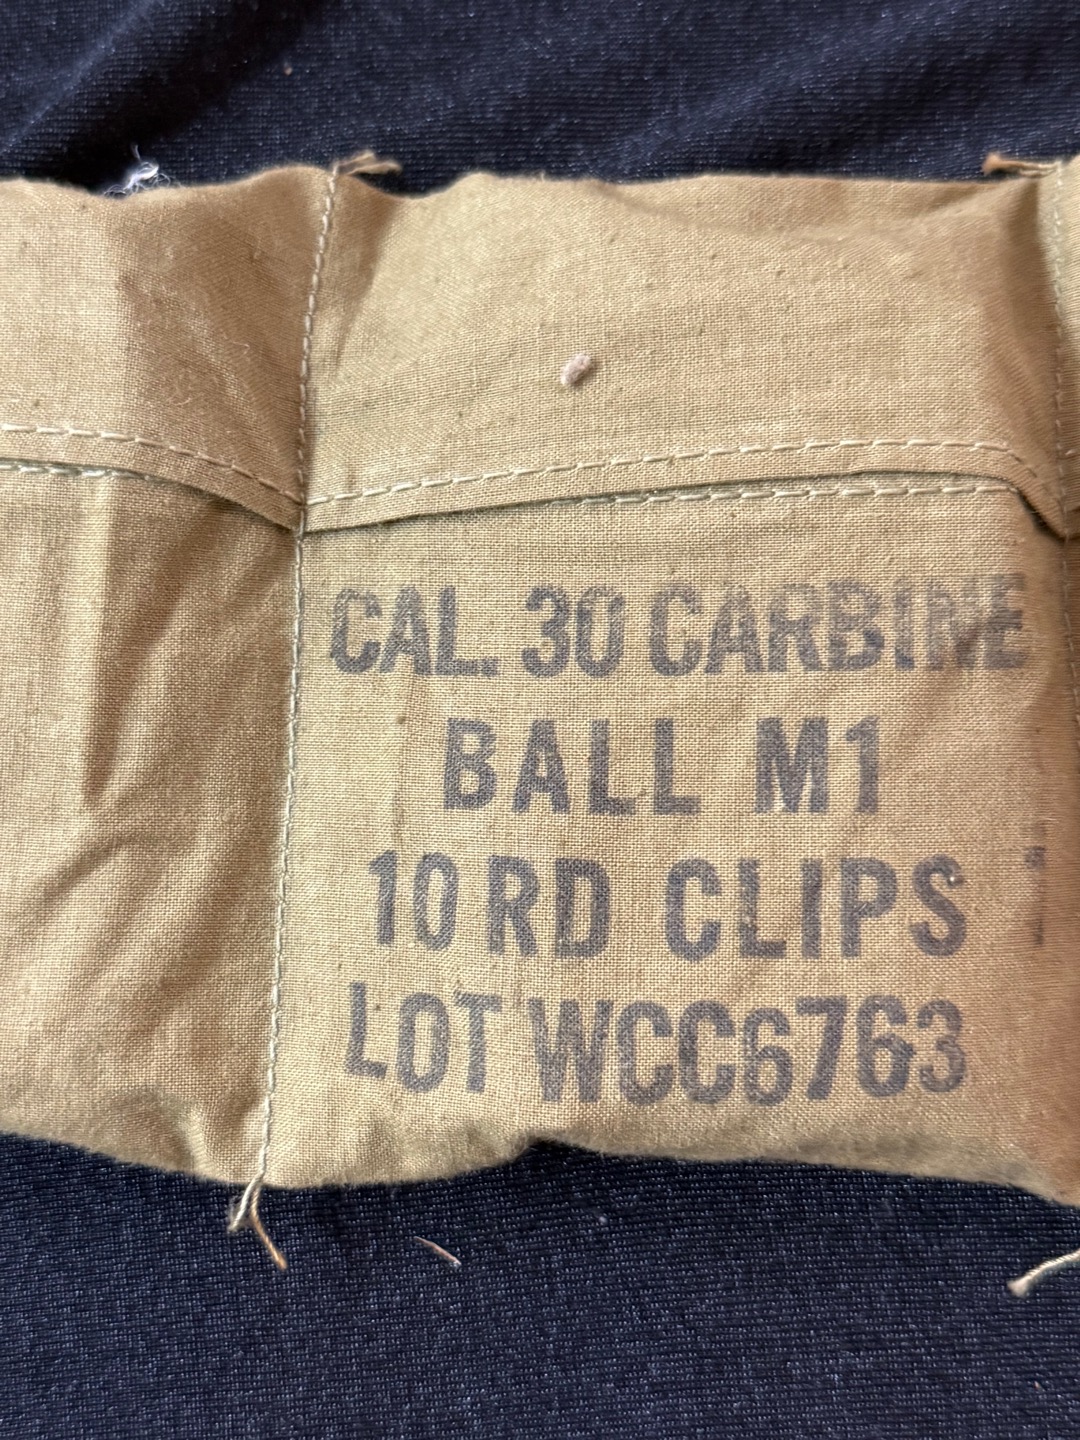 CAL. 30 CARBINE
BALL M1
10 RD CLIPS
LOT WCC6763